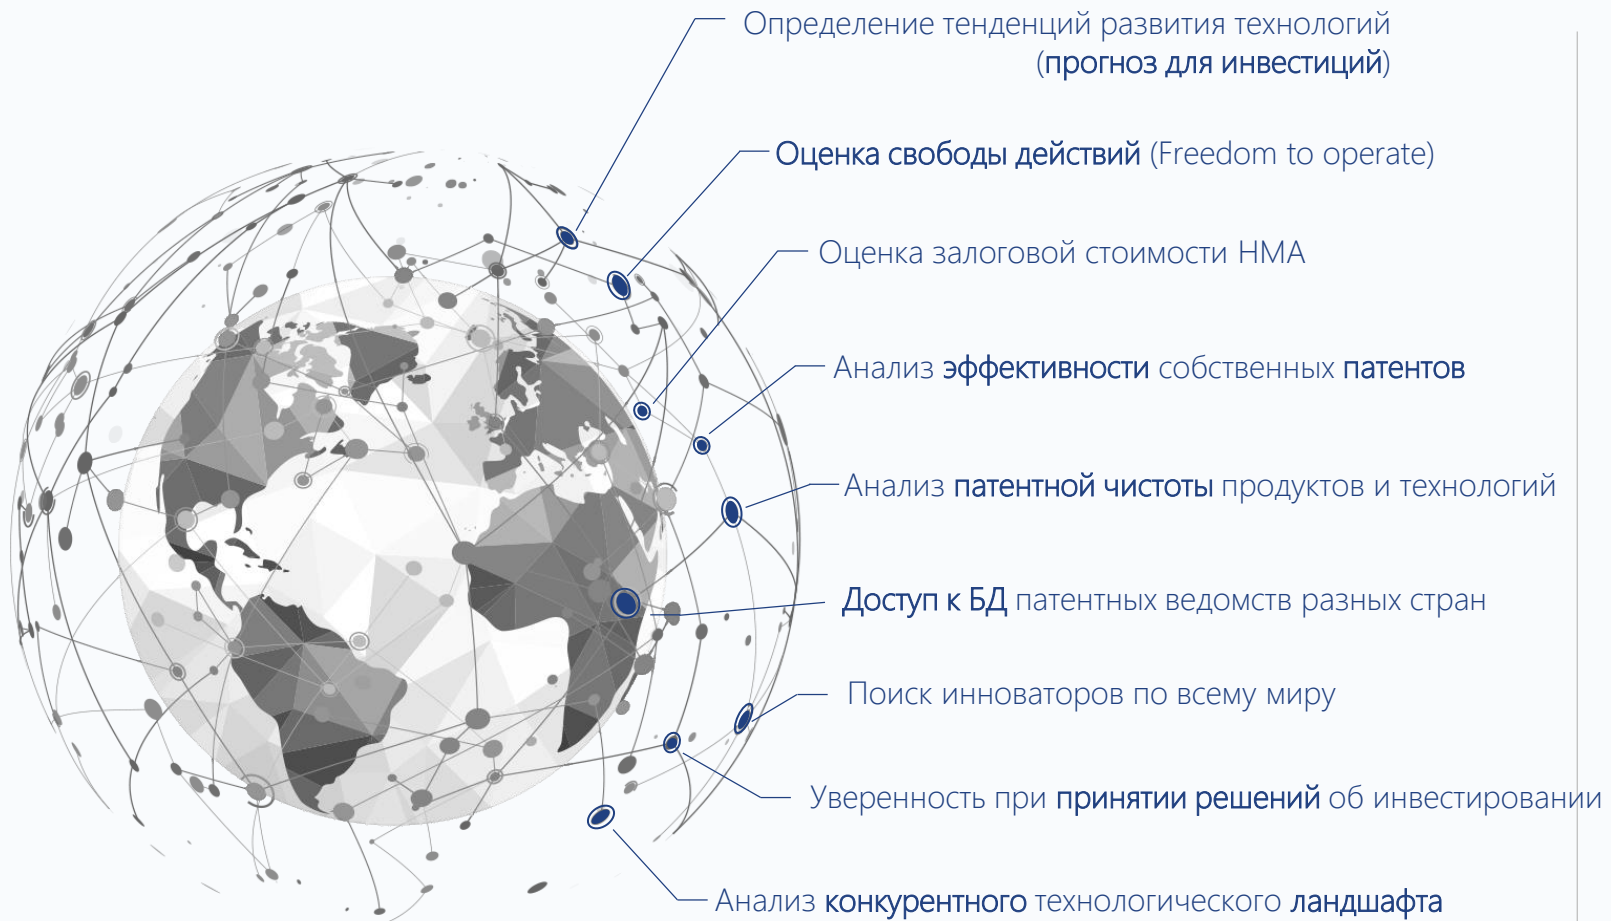 Определение тенденций развития технологий
(прогноз для инвестиций)
Оценка свободы действий (Freedom to operate)
Оценка залоговой стоимости НМА
Анализ эффективности собственных патентов
Анализ патентной чистоты продуктов и технологий
Доступ к БД патентных ведомств разных стран
Поиск инноваторов по всему миру
Уверенность при принятии решений об инвестировании
Анализ конкурентного технологического ландшафта